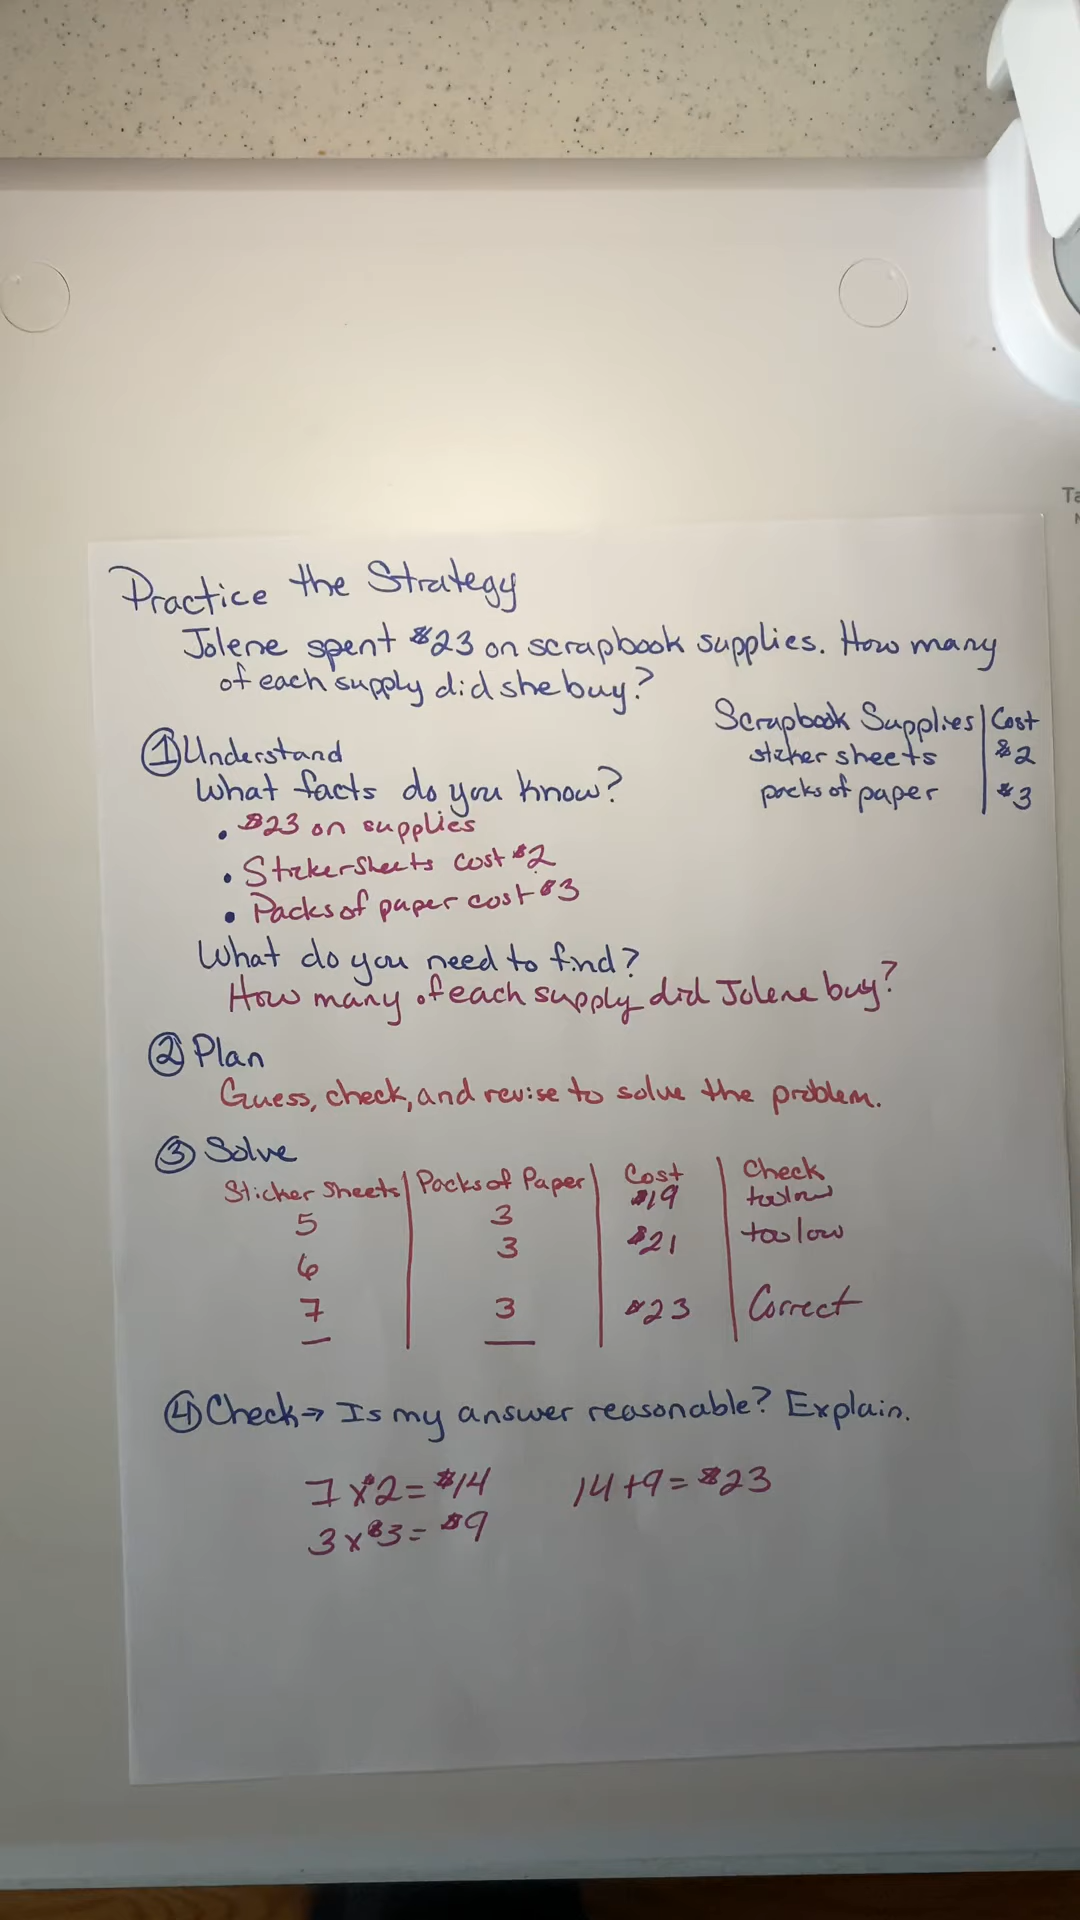 Practice the Strategy
Jolene spent $23 on scrapbook supplies. How many
of each supply did she buy?
Scrapbook Supplies | Cost
sticker sheets $2
packs of paper $3
① Understand
What facts do you know?
• $23 on supplies
• Sticker sheets cost $2
• Packs of paper cost $3
What do you need to find?
How many of each supply did Jolene buy?
② Plan
Guess, check, and revise to solve the problem.
③ Solve
Sticker Sheets | Packs of Paper | Cost | Check
5 3 $19 too low
6 3 $21 too low
7 3 $23 Correct
④ Check → Is my answer reasonable? Explain.
7 x $2 = $14 14 + 9 = $23
3 x $3 = $9